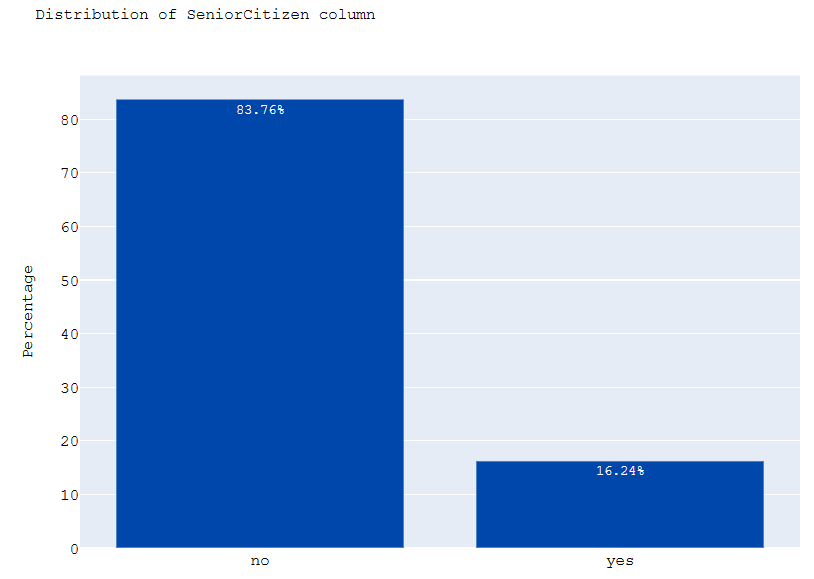 Distribution of SeniorCitizen column
83.76%
80
70
60
50
40
30
20
10
0
Percentage
16.24%
no
yes